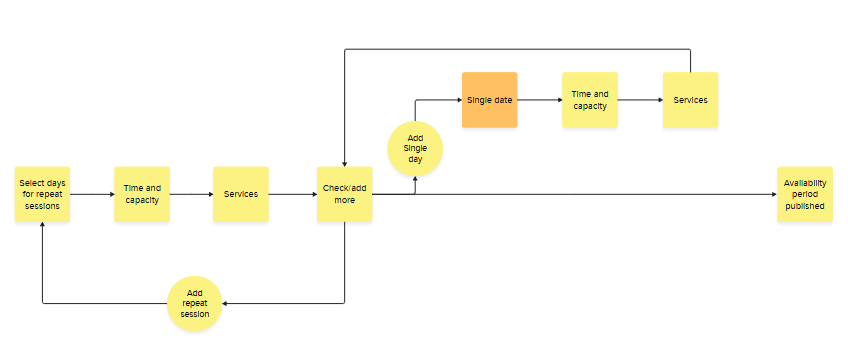 Single date
Time and
capacity
Services
Add
Single
day
Select days
for repeat
sessions
Time and
capacity
Services
Check/add
more
Availability
period
published
Add
repeat
session